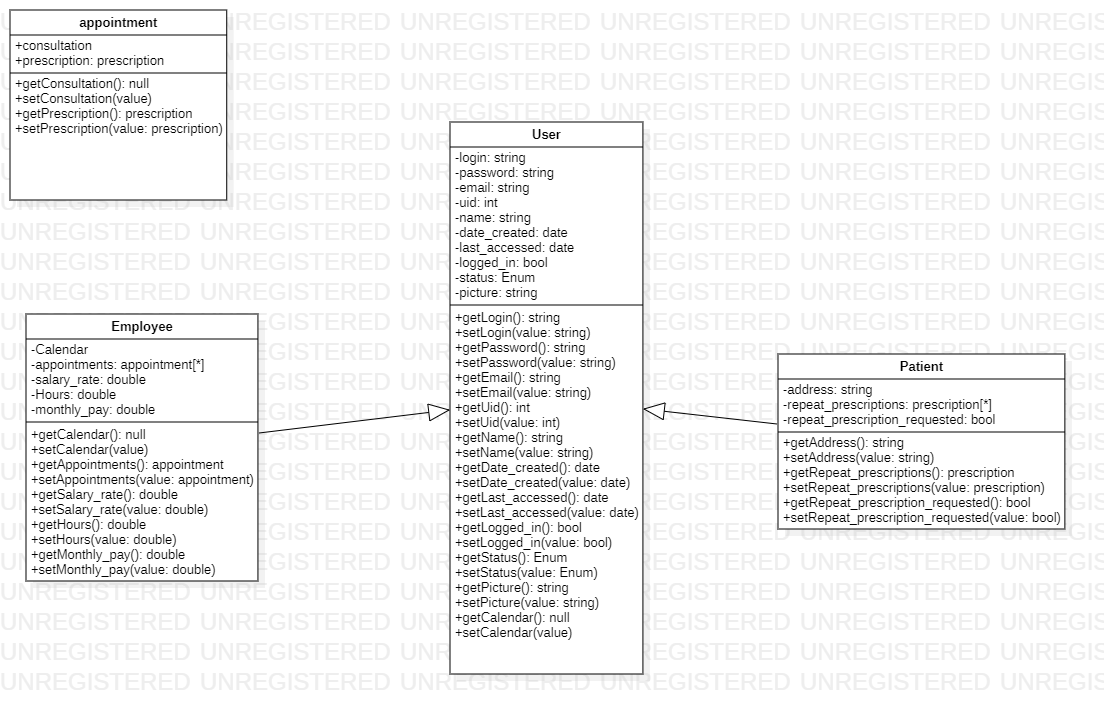 appointment
+consultation
+prescription: prescription
+getConsultation(): null
+setConsultation(value)
+getPrescription(): prescription
+setPrescription(value: prescription)
User
-login: string
-password: string
-email: string
-uid: int
-name: string
-date_created: date
-last_accessed: date
-logged_in: bool
-status: Enum
-picture: string
+getLogin(): string
+setLogin(value: string)
+getPassword(): string
+setPassword(value: string)
+getEmail(): string
+setEmail(value: string)
+getUid(): int
+setUid(value: int)
+getName(): string
+setName(value: string)
+getDate_created(): date
+setDate_created(value: date)
+getLast_accessed(): date
+setLast_accessed(value: date)
+getLogged_in(): bool
+setLogged_in(value: bool)
+getStatus(): Enum
+setStatus(value: Enum)
+getPicture(): string
+setPicture(value: string)
+getCalendar(): null
+setCalendar(value)
Employee
-Calendar
-appointments: appointment[*]
-salary_rate: double
-Hours: double
-monthly_pay: double
+getCalendar(): null
+setCalendar(value)
+getAppointments(): appointment
+setAppointments(value: appointment)
+getSalary_rate(): double
+setSalary_rate(value: double)
+getHours(): double
+setHours(value: double)
+getMonthly_pay(): double
+setMonthly_pay(value: double)
Patient
-address: string
-repeat_prescriptions: prescription[*]
-repeat_prescription_requested: bool
+getAddress(): string
+setAddress(value: string)
+getRepeat_prescriptions(): prescription
+setRepeat_prescriptions(value: prescription)
+getRepeat_prescription_requested(): bool
+setRepeat_prescription_requested(value: bool)
UNREGISTERED